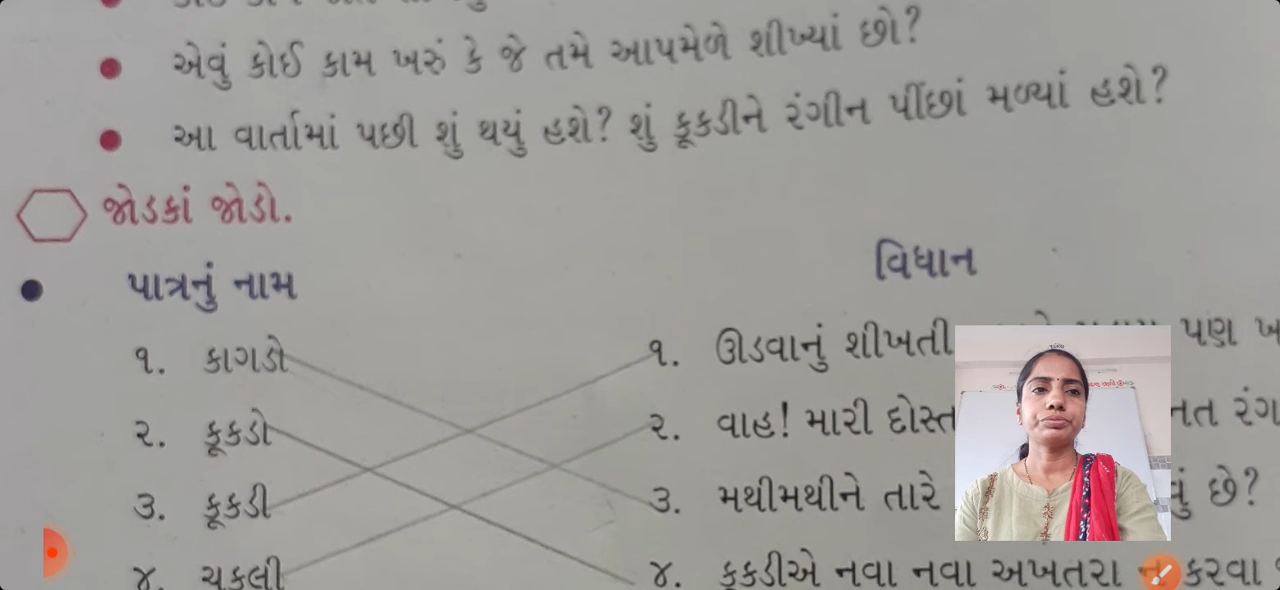 એવું કોઈ કામ ખરું કે જે તમે આપમેળે શીખ્યાં છો?
આ વાર્તામાં પછી શું થયું હશે? શું કૂકડીને રંગીન પીંછાં મળ્યાં હશે?
જોડકાં જોડો.
પાત્રનું નામ વિધાન
૧. કાગડો ૧. ઊડવાનું શીખતી પણ
૨. કૂકડો ૨. વાહ! મારી દોસ્ત
૩. કૂકડી ૩. મથીમથીને તારે છે?
૪. ચકલી ૪. કૂકડીએ નવા નવા અખતરા ન કરવા